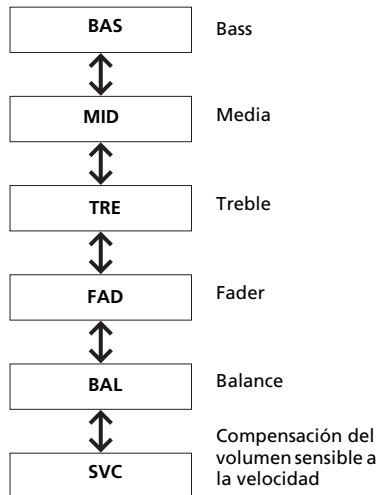 BAS Bass
MID Media
TRE Treble
FAD Fader
BAL Balance
Compensación del
volumen sensible a
SVC la velocidad